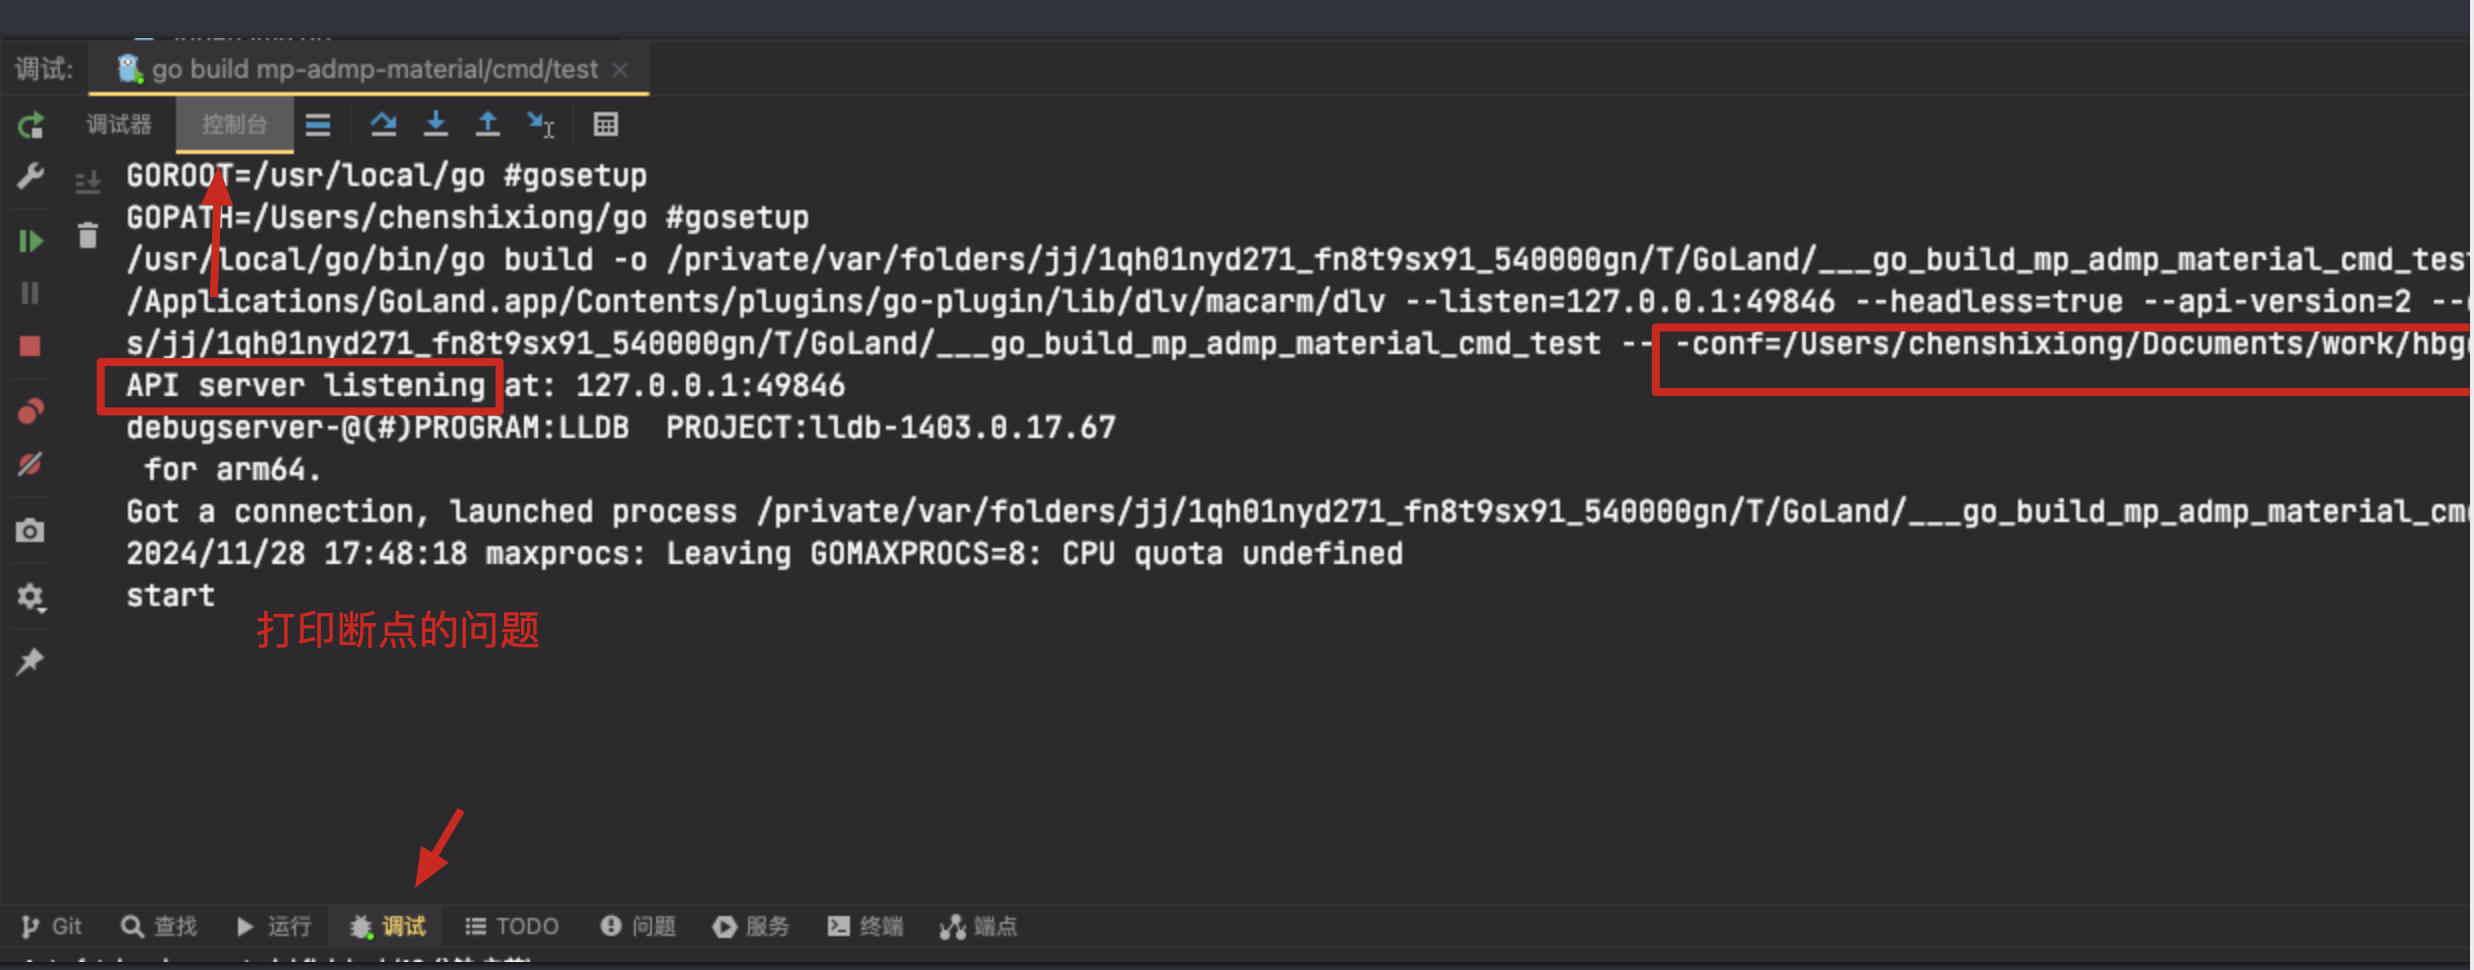 调试: go build mp-admp-material/cmd/test
调试器 控制台
GOROOT=/usr/local/go #gosetup
GOPATH=/Users/chenshixiong/go #gosetup
/usr/local/go/bin/go build -o /private/var/folders/jj/1qh01nyd271_fn8t9sx91_540000gn/T/GoLand/___go_build_mp_admp_material_cmd_test
/Applications/GoLand.app/Contents/plugins/go-plugin/lib/dlv/macarm/dlv --listen=127.0.0.1:49846 --headless=true --api-version=2 --
s/jj/1qh01nyd271_fn8t9sx91_540000gn/T/GoLand/___go_build_mp_admp_material_cmd_test -- -conf=/Users/chenshixiong/Documents/work/hbg
API server listening at: 127.0.0.1:49846
debugserver-@(#)PROGRAM:LLDB  PROJECT:lldb-1403.0.17.67
for arm64.
Got a connection, launched process /private/var/folders/jj/1qh01nyd271_fn8t9sx91_540000gn/T/GoLand/___go_build_mp_admp_material_cm
2024/11/28 17:48:18 maxprocs: Leaving GOMAXPROCS=8: CPU quota undefined
start
打印断点的问题
Git 查找 运行 调试 TODO 问题 服务 终端 端点